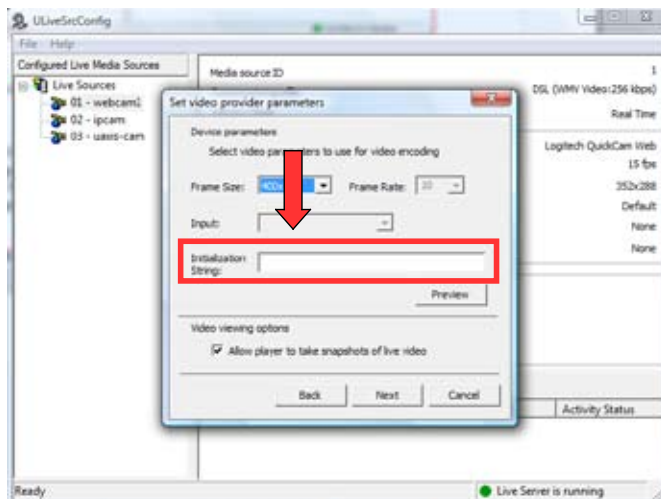 ULiveSrcConfig
File Help
Configured Live Media Sources
Live Sources
01 - webcam1
02 - ipcam
03 - uaxis-cam
Media source ID 1
DSL (WMV Video:256 kbps)
Real Time
Logitech QuickCam Web
15 fps
352x288
Default
None
None
Set video provider parameters
Device parameters
Select video parameters to use for video encoding
Frame Size: Frame Rate:
Input:
Initialization
String:
Preview
Video viewing options
Allow player to take snapshots of live video
Back Next Cancel
Activity Status
Ready Live Server is running